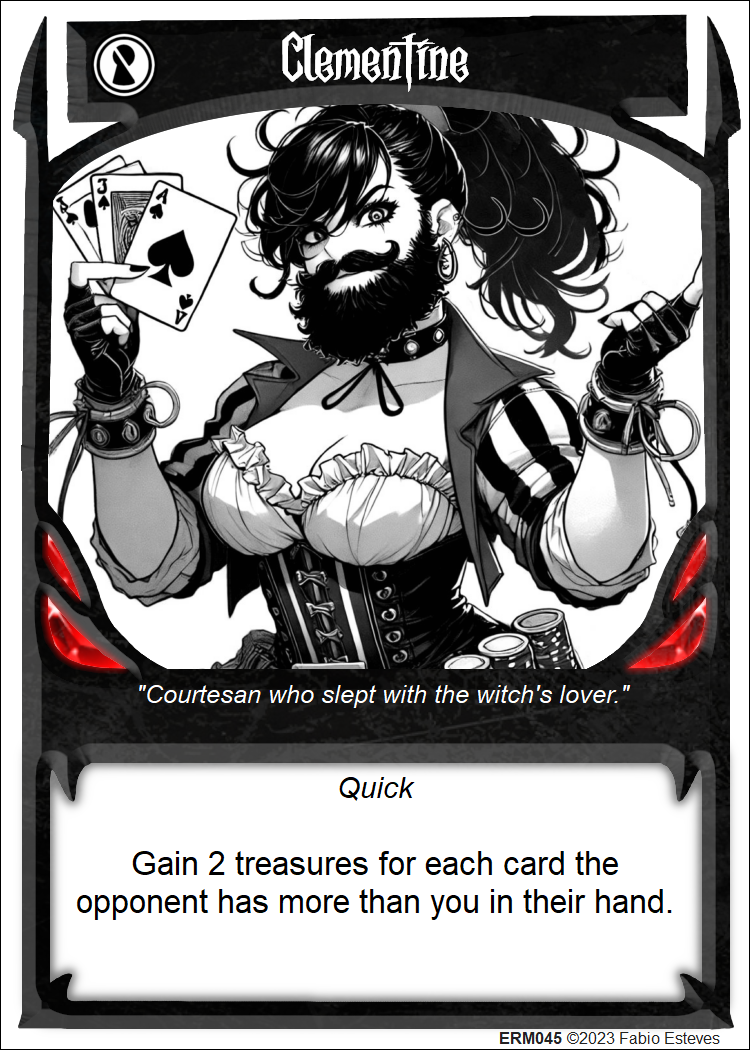 Clementine
J
A
A
"Courtesan who slept with the witch's lover."
Quick
Gain 2 treasures for each card the
opponent has more than you in their hand.
ERM045 ©2023 Fabio Esteves